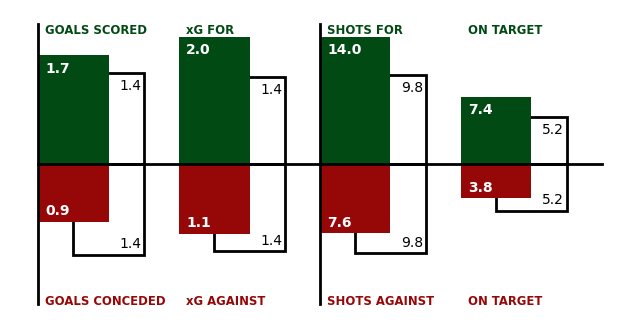 GOALS SCORED xG FOR SHOTS FOR ON TARGET
1.7 1.4 2.0 1.4 14.0 9.8 7.4 5.2
0.9 1.4 1.1 1.4 7.6 9.8 3.8 5.2
GOALS CONCEDED xG AGAINST SHOTS AGAINST ON TARGET